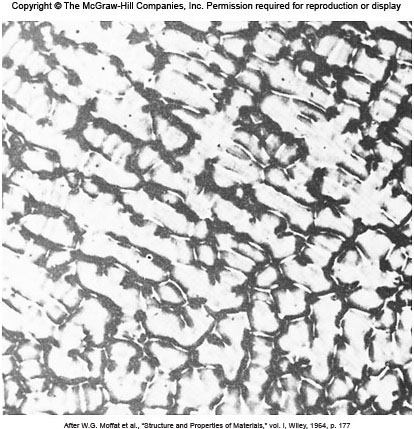 Copyright © The McGraw-Hill Companies, Inc. Permission required for reproduction or display
After W.G. Moffat et al., "Structure and Properties of Materials," vol. I, Wiley, 1964, p. 177